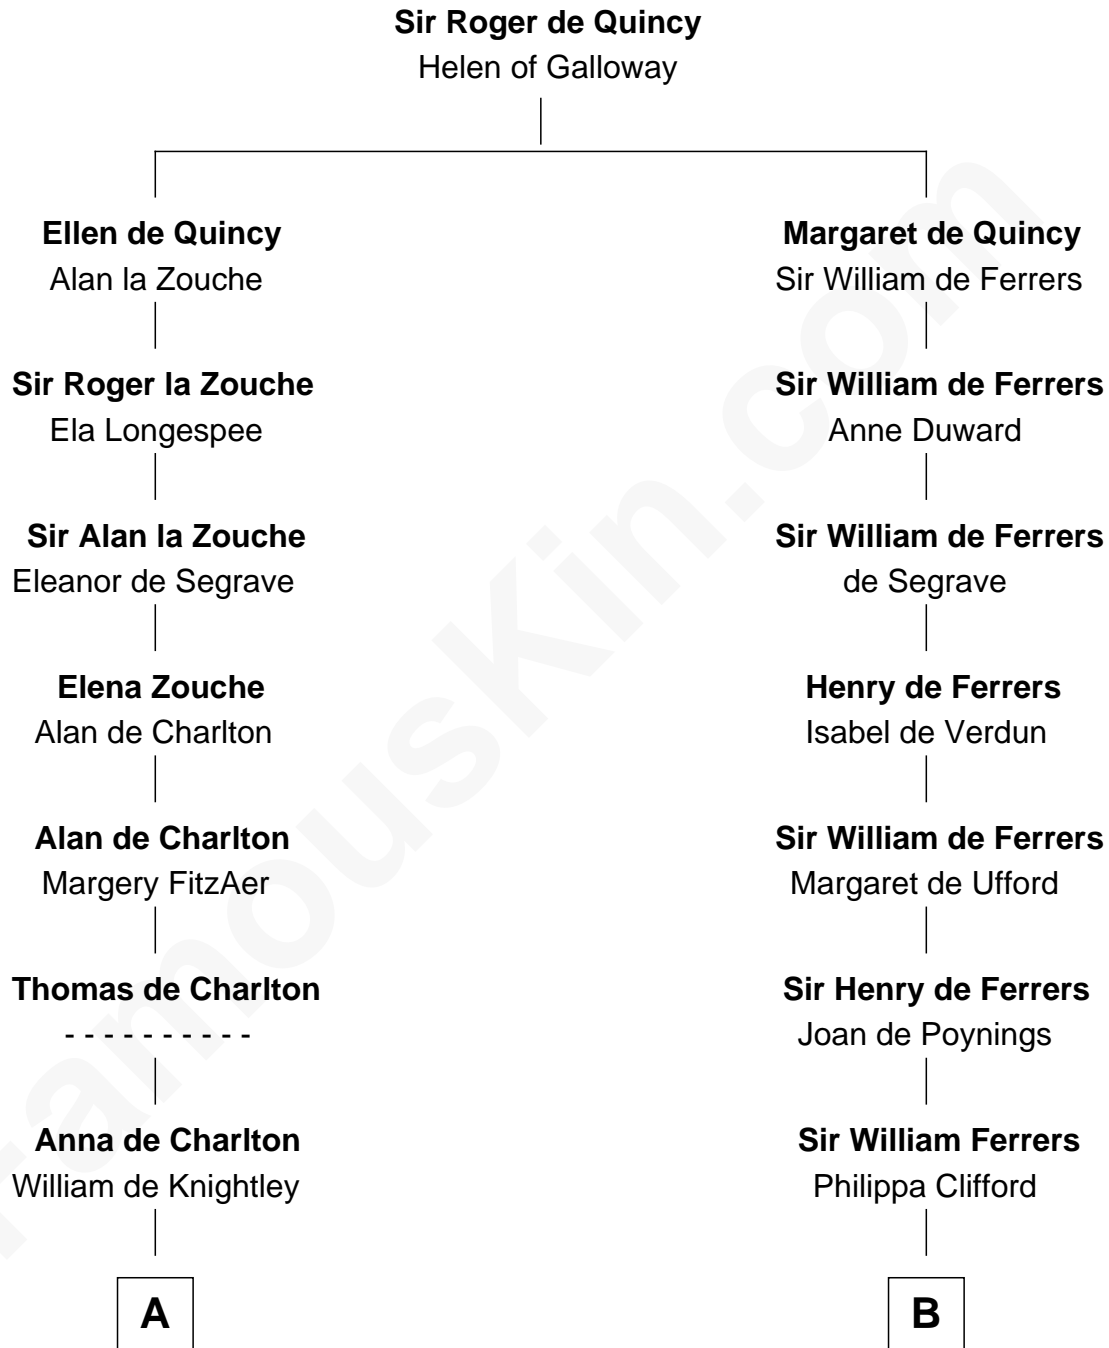 Sir Roger de Quincy
Helen of Galloway
Ellen de Quincy
Alan la Zouche
Margaret de Quincy
Sir William de Ferrers
Sir Roger la Zouche
Ela Longespee
Sir William de Ferrers
Anne Duward
Sir Alan la Zouche
Eleanor de Segrave
Sir William de Ferrers
de Segrave
Elena Zouche
Alan de Charlton
Henry de Ferrers
Isabel de Verdun
Alan de Charlton
Margery FitzAer
Sir William de Ferrers
Margaret de Ufford
Thomas de Charlton
- - - - - - - - - -
Sir Henry de Ferrers
Joan de Poynings
Anna de Charlton
William de Knightley
Sir William Ferrers
Philippa Clifford
A
B
FamousKin.com